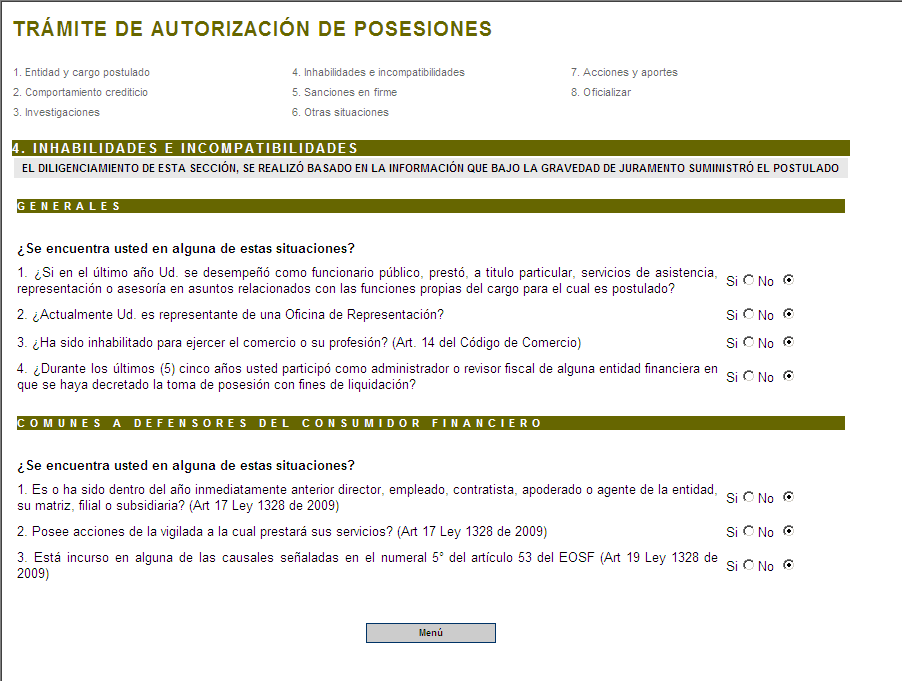 TRÁMITE DE AUTORIZACIÓN DE POSESIONES
1. Entidad y cargo postulado
2. Comportamiento crediticio
3. Investigaciones
4. Inhabilidades e incompatibilidades
5. Sanciones en firme
6. Otras situaciones
7. Acciones y aportes
8. Oficializar
4. INHABILIDADES E INCOMPATIBILIDADES
EL DILIGENCIAMIENTO DE ESTA SECCIÓN, SE REALIZÓ BASADO EN LA INFORMACIÓN QUE BAJO LA GRAVEDAD DE JURAMENTO SUMINISTRÓ EL POSTULADO
GENERALES
¿Se encuentra usted en alguna de estas situaciones?
1. ¿Si en el último año Ud. se desempeñó como funcionario público, prestó, a titulo particular, servicios de asistencia,
representación o asesoría en asuntos relacionados con las funciones propias del cargo para el cual es postulado?
Si No
2. ¿Actualmente Ud. es representante de una Oficina de Representación?
Si No
3. ¿Ha sido inhabilitado para ejercer el comercio o su profesión? (Art. 14 del Código de Comercio)
Si No
4. ¿Durante los últimos (5) cinco años usted participó como administrador o revisor fiscal de alguna entidad financiera en
que se haya decretado la toma de posesión con fines de liquidación?
Si No
COMUNES A DEFENSORES DEL CONSUMIDOR FINANCIERO
¿Se encuentra usted en alguna de estas situaciones?
1. Es o ha sido dentro del año inmediatamente anterior director, empleado, contratista, apoderado o agente de la entidad,
su matriz, filial o subsidiaria? (Art 17 Ley 1328 de 2009)
Si No
2. Posee acciones de la vigilada a la cual prestará sus servicios? (Art 17 Ley 1328 de 2009)
Si No
3. Está incurso en alguna de las causales señaladas en el numeral 5° del artículo 53 del EOSF (Art 19 Ley 1328 de
2009)
Si No
Menú